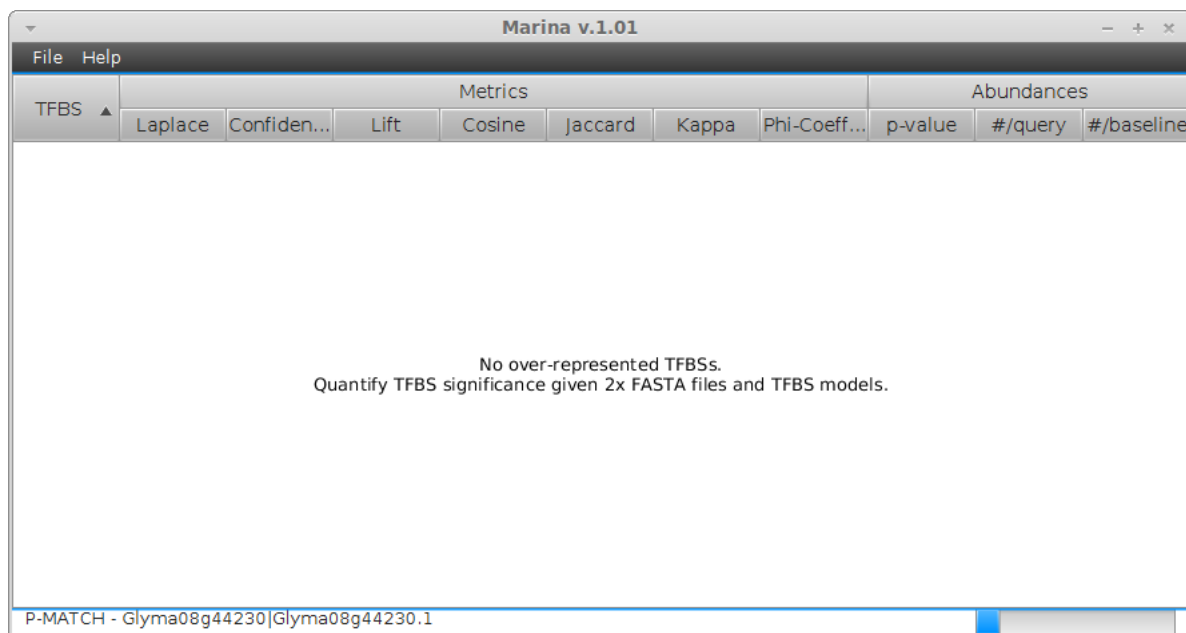 Marina v.1.01
File Help
Metrics Abundances
TFBS
Laplace Confiden... Lift Cosine Jaccard Kappa Phi-Coeff... p-value #/query #/baseline
No over-represented TFBSs.
Quantify TFBS significance given 2x FASTA files and TFBS models.
P-MATCH - Glyma08g44230|Glyma08g44230.1